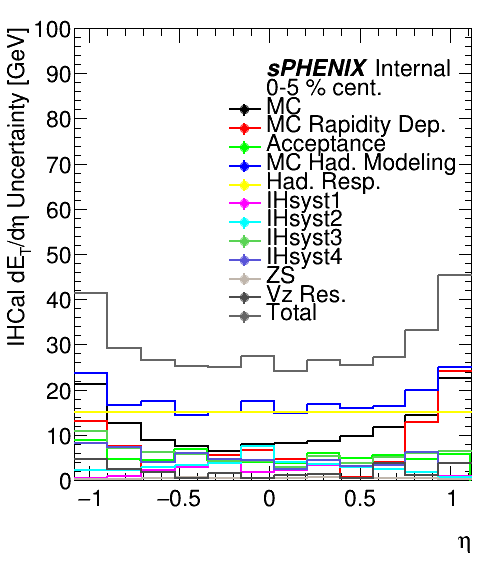 IHCal dE_T/dη Uncertainty [GeV]
100
90
80
70
60
50
40
30
20
10
0
sPHENIX Internal
0-5 % cent.
MC
MC Rapidity Dep.
Acceptance
MC Had. Modeling
Had. Resp.
IHsyst1
IHsyst2
IHsyst3
IHsyst4
ZS
Vz Res.
Total
−1 −0.5 0 0.5 1
η